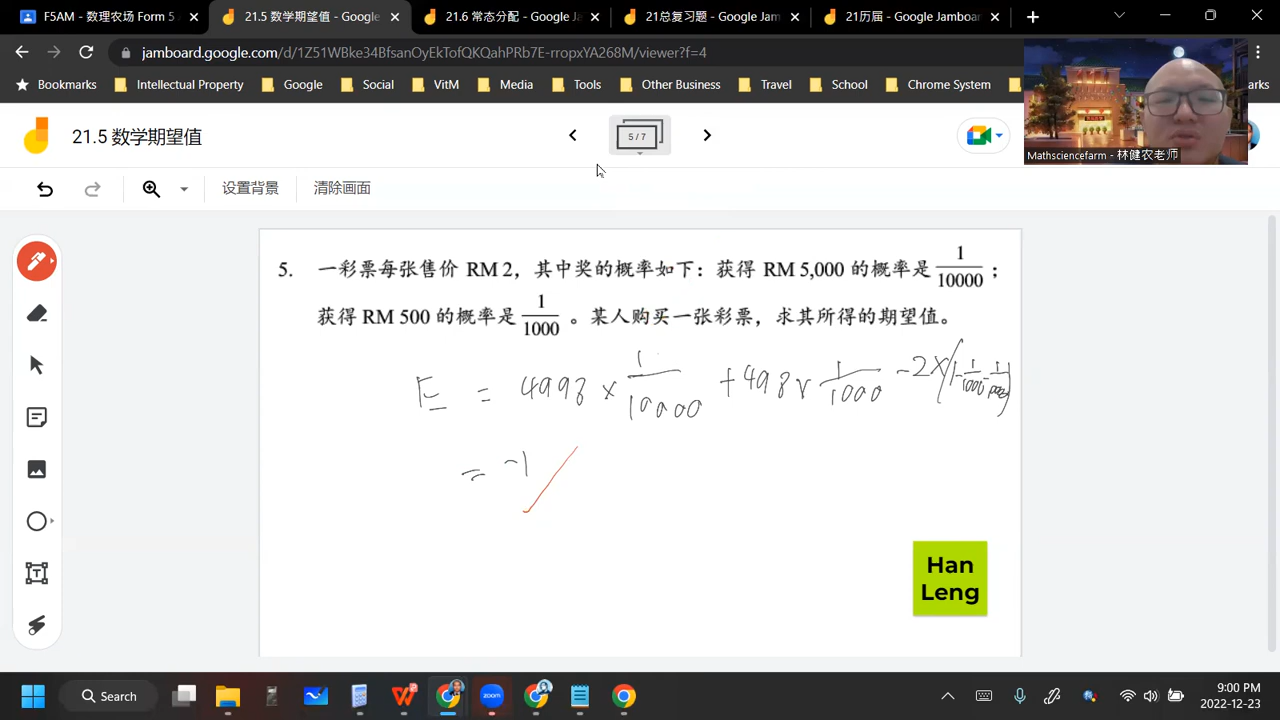 F5AM - 数理农场 Form 5 A
21.5 数学期望值 - Google Ja
21.6 常态分配 - Google Jamb
21总复习题 - Google Jamboa
21历届 - Google Jamboard
jamboard.google.com/d/1Z51WBke34BfsanOyEkTofQKQahPRb7E-rropxYA268M/viewer?f=4
Bookmarks Intellectual Property Google Sozial VitM Media Tools Other Business Travel School Chrome System
21.5 数学期望值
5 / 7
Mathsciencefarm - 林健农老师
设置背景 清除画面
5. 一彩票每张售价 RM 2，其中奖的概率如下：获得 RM 5,000 的概率是 1/10000；
获得 RM 500 的概率是 1/1000 。某人购买一张彩票，求其所得的期望值。
E = 4998 × 1/10000 + 498 × 1/1000 - 2 × (1 - 1/1000 - 1/10000)
= -1
Han
Leng
Search
9:00 PM
2022-12-23